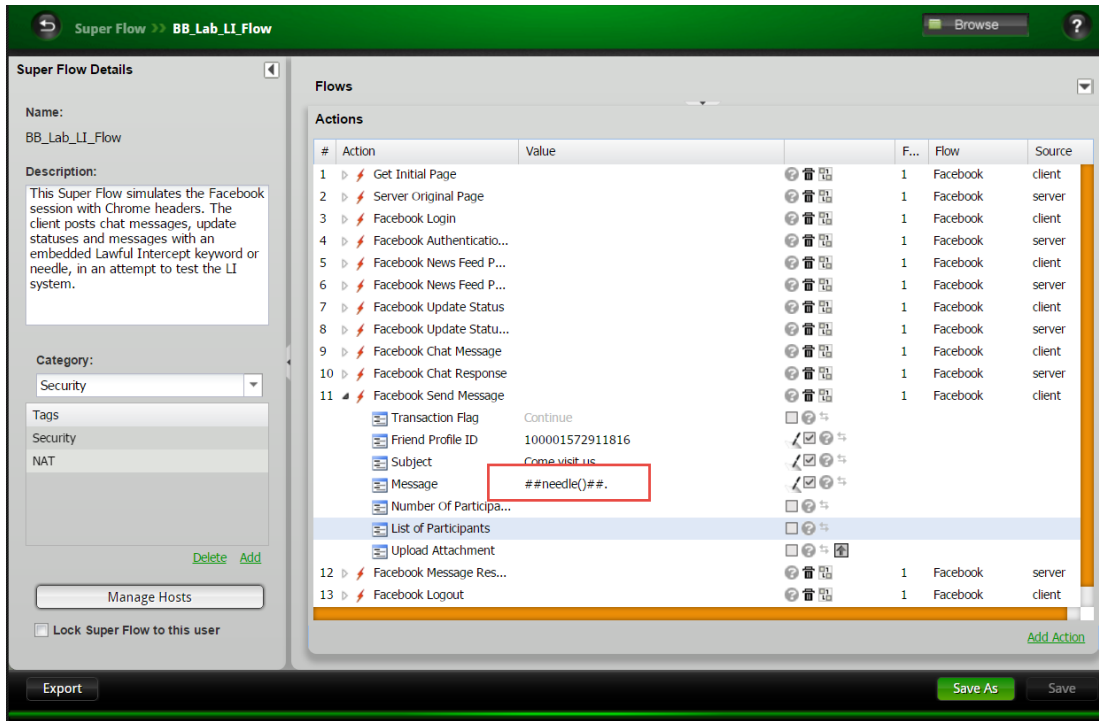 Super Flow >> BB_Lab_LI_Flow
Browse
?
Super Flow Details
Name:
BB_Lab_LI_Flow
Description:
This Super Flow simulates the Facebook
session with Chrome headers. The
client posts chat messages, update
statuses and messages with an
embedded Lawful Intercept keyword or
needle, in an attempt to test the LI
system.
Category:
Security
Tags
Security
NAT
Delete Add
Manage Hosts
Lock Super Flow to this user
Flows
Actions
# Action Value F... Flow Source
1 Get Initial Page 1 Facebook client
2 Server Original Page 1 Facebook server
3 Facebook Login 1 Facebook client
4 Facebook Authenticatio... 1 Facebook server
5 Facebook News Feed P... 1 Facebook client
6 Facebook News Feed P... 1 Facebook server
7 Facebook Update Status 1 Facebook client
8 Facebook Update Statu... 1 Facebook server
9 Facebook Chat Message 1 Facebook client
10 Facebook Chat Response 1 Facebook server
11 Facebook Send Message 1 Facebook client
Transaction Flag Continue
Friend Profile ID 100001572911816
Subject Come visit us
Message ##needle()##.
Number Of Participa...
List of Participants
Upload Attachment
12 Facebook Message Res... 1 Facebook server
13 Facebook Logout 1 Facebook client
Add Action
Export
Save As
Save